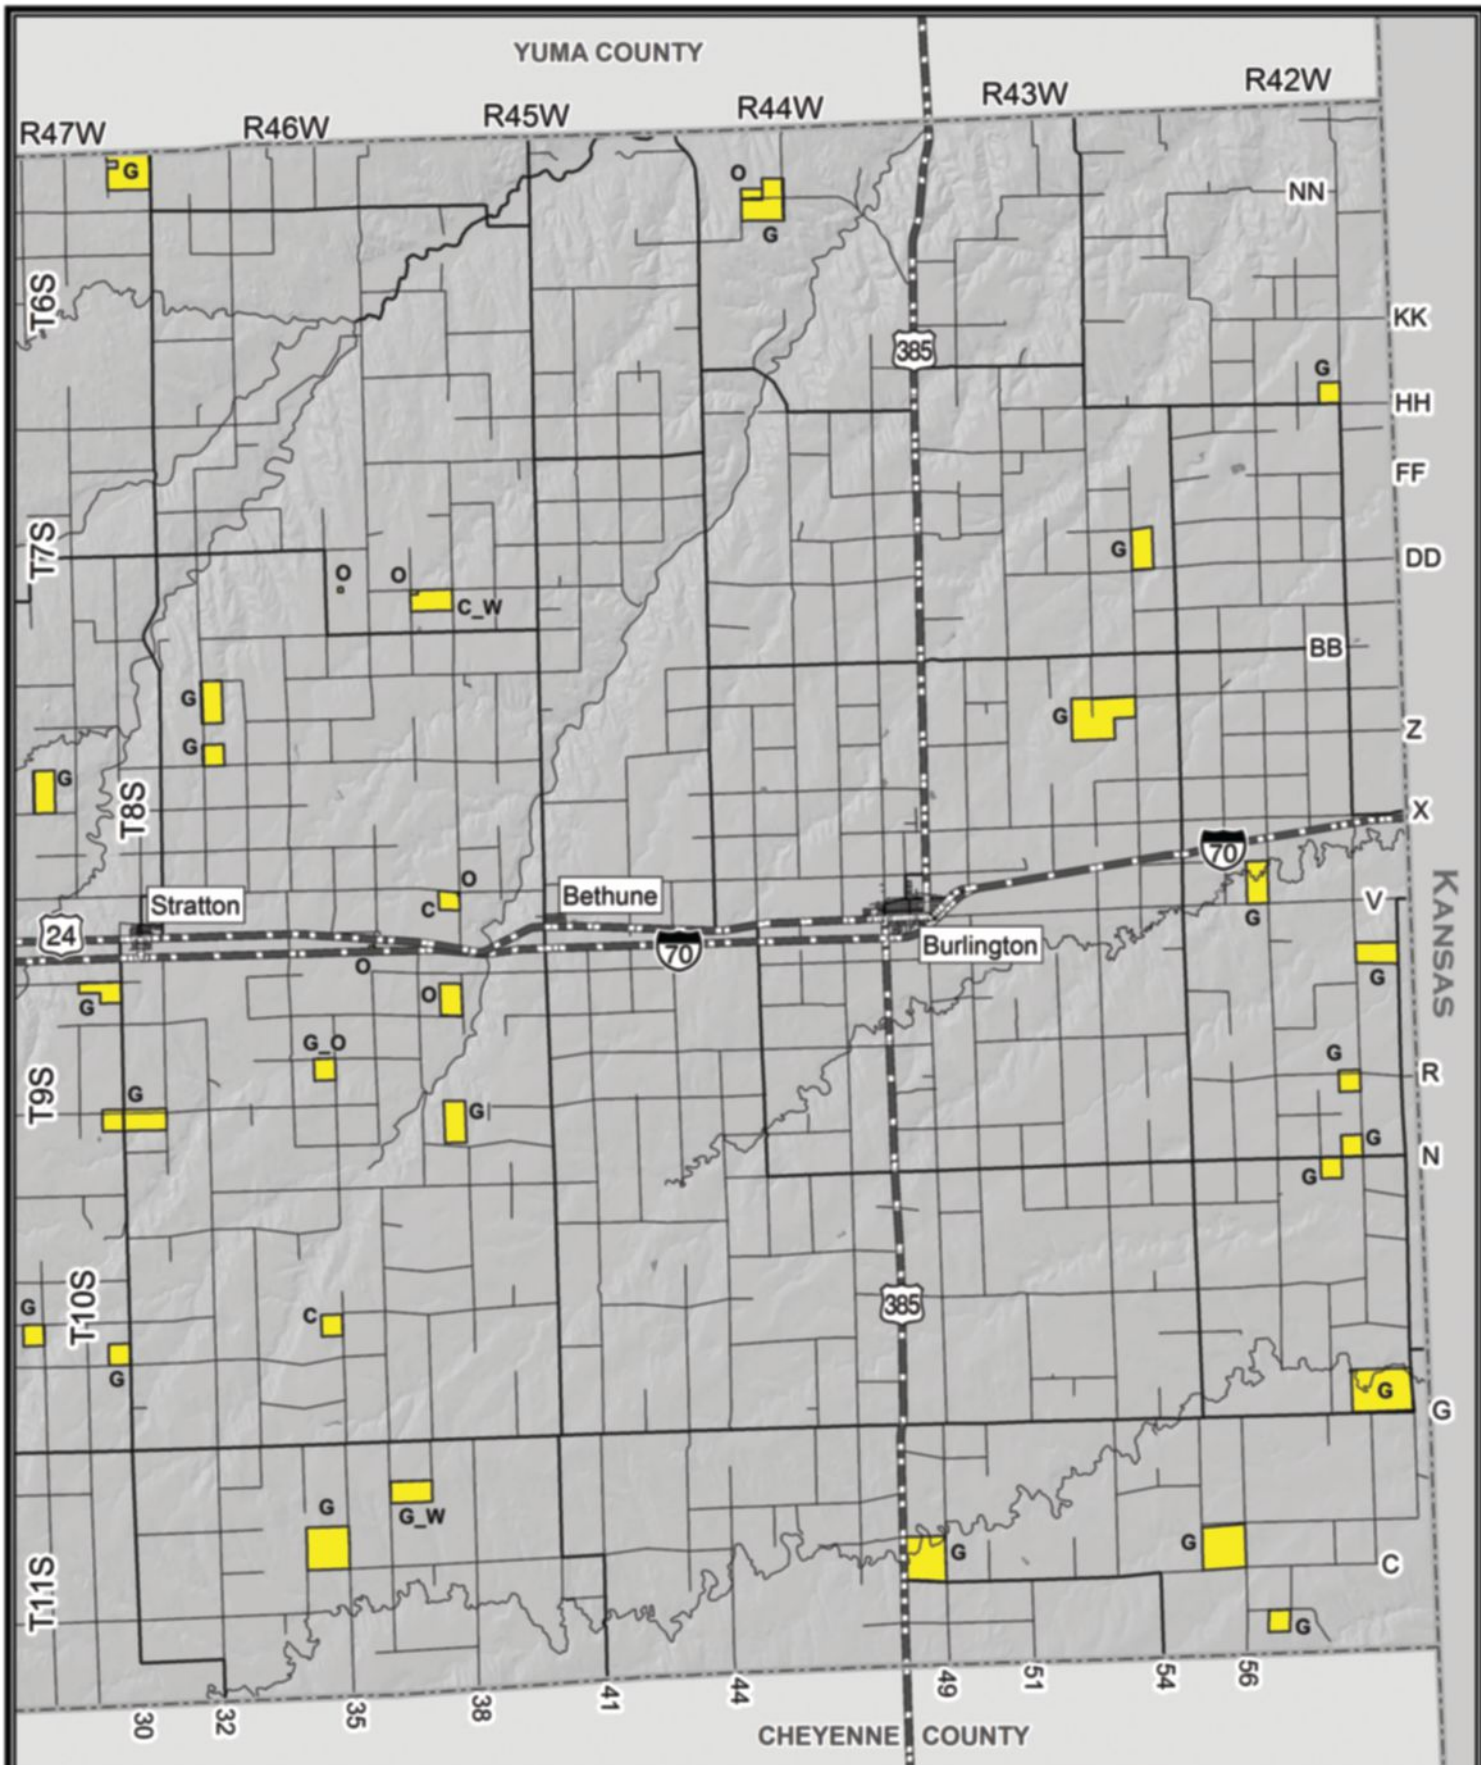 YUMA COUNTY
R47W
R46W
R45W
R44W
R43W
R42W
G
O
G
NN
T6S
385
KK
G
HH
FF
T7S
O
O
C_W
G
DD
BB
G
G
Z
G
G
T8S
X
70
O
Stratton
C
Bethune
V
G
KANSAS
24
70
Burlington
O
G
G
O
G_O
G
R
T9S
G
G
G
N
G
T10S
G
C
385
G
G
G
G
G_W
G
G
C
T11S
G
30
32
35
38
41
44
49
51
54
56
CHEYENNE COUNTY